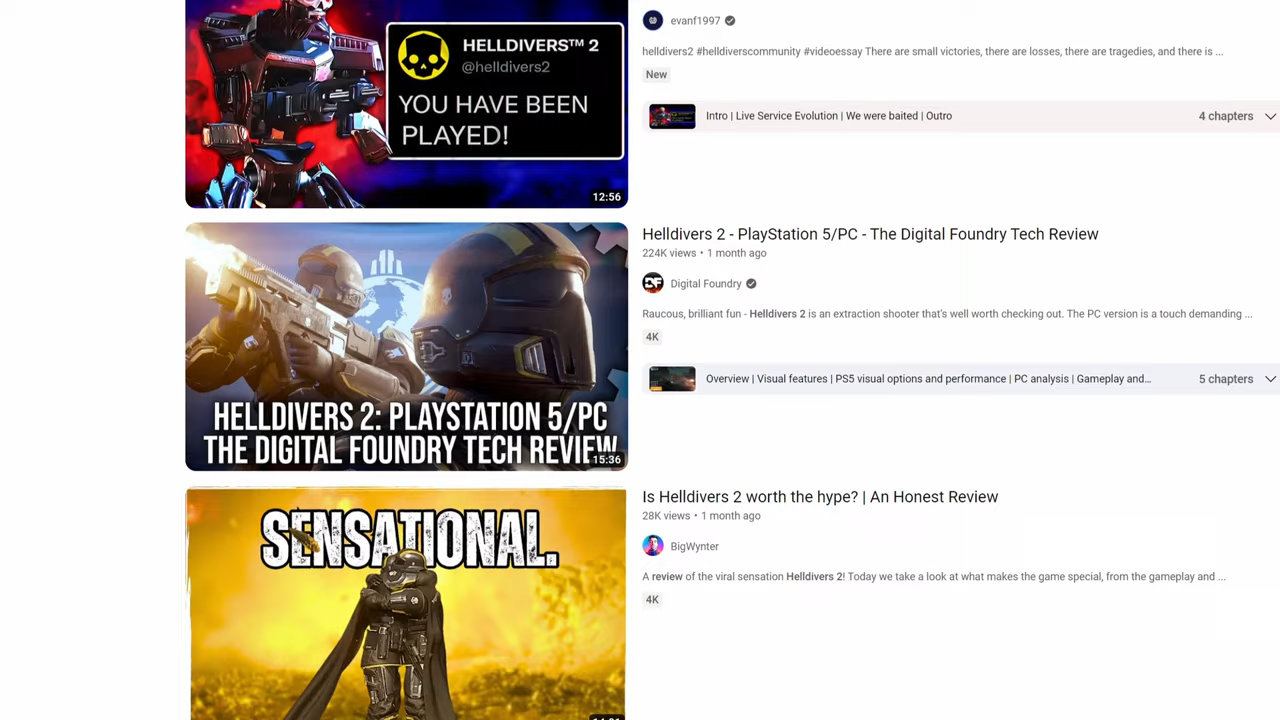 HELLDIVERS™ 2
@helldivers2
YOU HAVE BEEN
PLAYED!
12:56
evanf1997
helldivers2 #helldiverscommunity #videoessay There are small victories, there are losses, there are tragedies, and there is ...
New
Intro | Live Service Evolution | We were baited | Outro
4 chapters
HELLDIVERS 2: PLAYSTATION 5/PC
THE DIGITAL FOUNDRY TECH REVIEW
15:36
Helldivers 2 - PlayStation 5/PC - The Digital Foundry Tech Review
224K views • 1 month ago
DF
Digital Foundry
Raucous, brilliant fun - Helldivers 2 is an extraction shooter that's well worth checking out. The PC version is a touch demanding ...
4K
Overview | Visual features | PS5 visual options and performance | PC analysis | Gameplay and...
5 chapters
SENSATIONAL.
Is Helldivers 2 worth the hype? | An Honest Review
28K views • 1 month ago
BigWynter
A review of the viral sensation Helldivers 2! Today we take a look at what makes the game special, from the gameplay and ...
4K